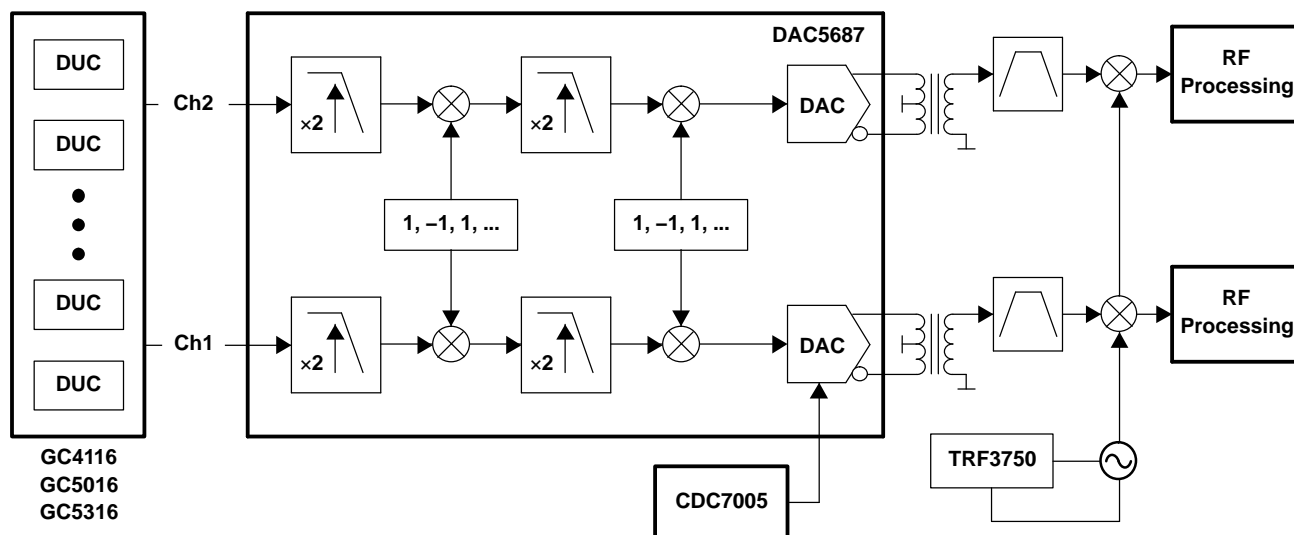 DAC5687
DUC
DUC
DUC
DUC
Ch2
×2
×2
DAC
RF
Processing
1, –1, 1, ...
1, –1, 1, ...
Ch1
×2
×2
DAC
RF
Processing
GC4116
GC5016
GC5316
CDC7005
TRF3750